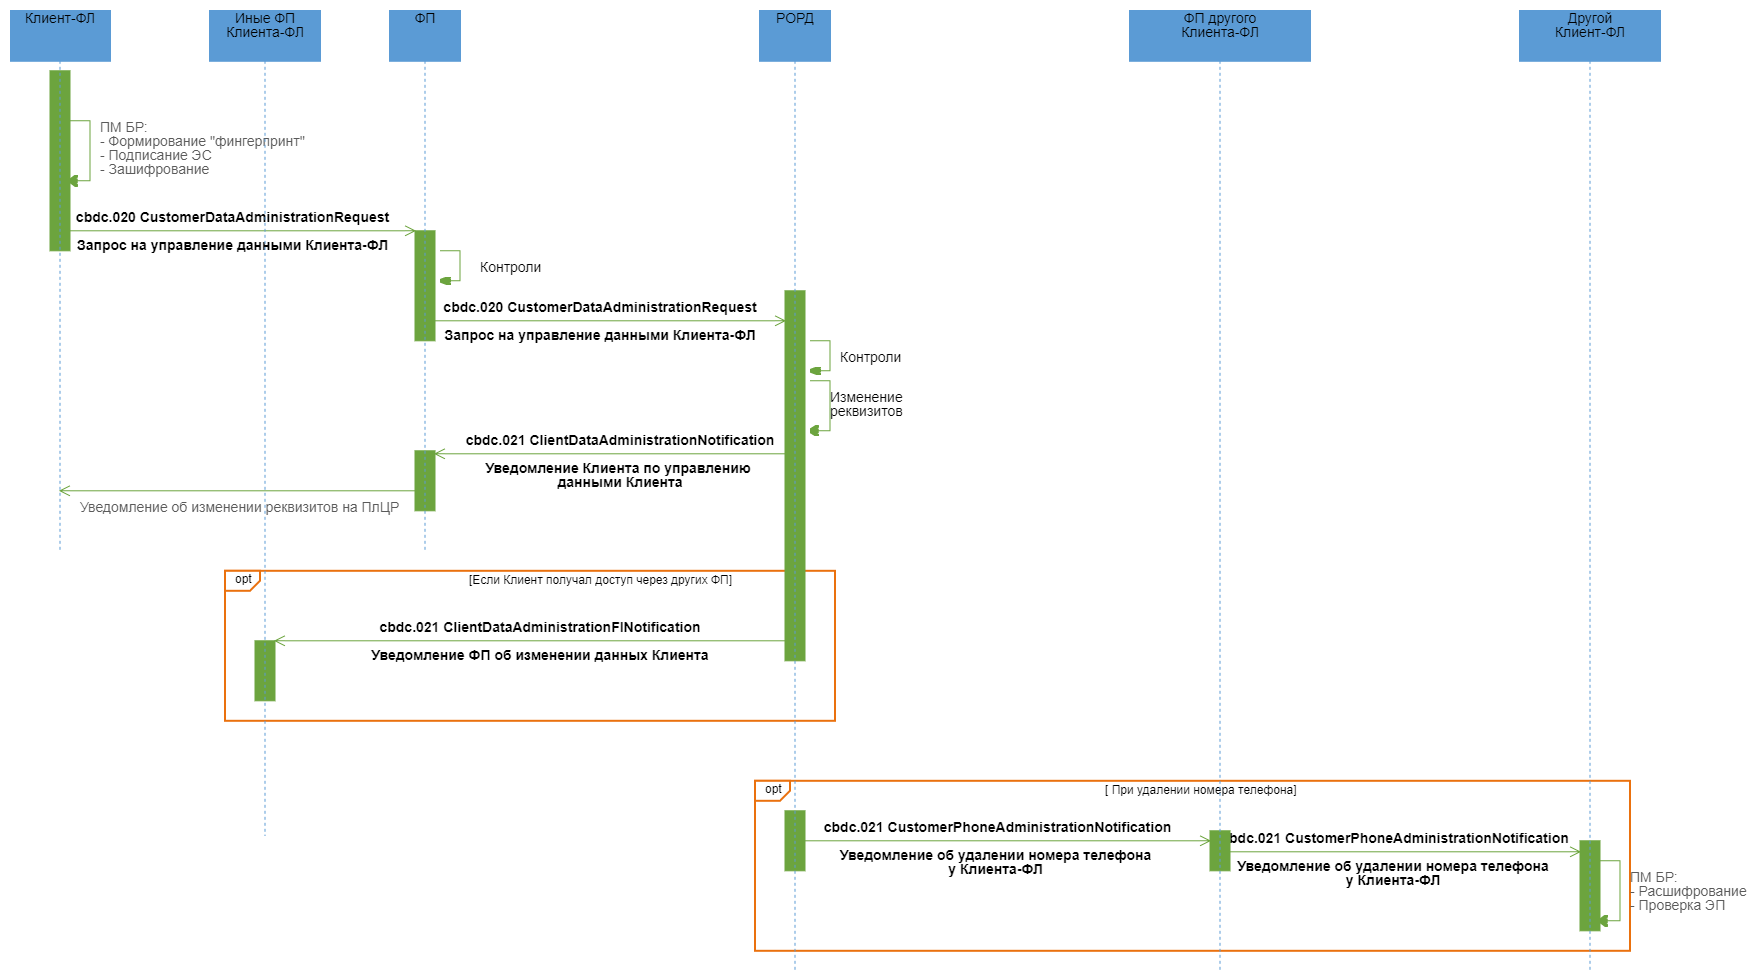 Клиент-ФЛ
Иные ФП
Клиента-ФЛ
ФП
РОРД
ФП другого
Клиента-ФЛ
Другой
Клиент-ФЛ
ПМ БР:
- Формирование "фингерпринт"
- Подписание ЭС
- Зашифрование
cbdc.020 CustomerDataAdministrationRequest
Запрос на управление данными Клиента-ФЛ
Контроли
cbdc.020 CustomerDataAdministrationRequest
Запрос на управление данными Клиента-ФЛ
Контроли
Изменение
реквизитов
cbdc.021 ClientDataAdministrationNotification
Уведомление Клиента по управлению
данными Клиента
Уведомление об изменении реквизитов на ПлЦР
opt
[Если Клиент получал доступ через других ФП]
cbdc.021 ClientDataAdministrationFINotification
Уведомление ФП об изменении данных Клиента
opt
[ При удалении номера телефона]
cbdc.021 CustomerPhoneAdministrationNotification
Уведомление об удалении номера телефона
у Клиента-ФЛ
bdc.021 CustomerPhoneAdministrationNotification
Уведомление об удалении номера телефона
у Клиента-ФЛ
ПМ БР:
- Расшифрование
- Проверка ЭП